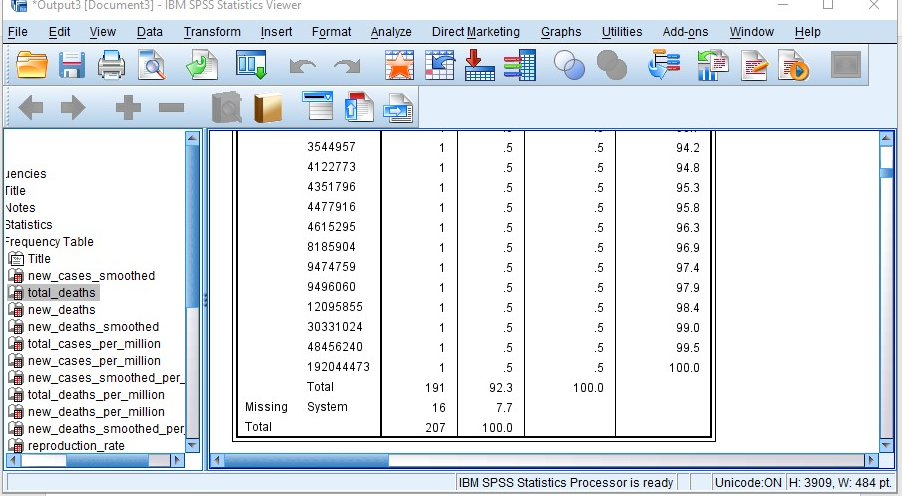 *Output3 [Document3] - IBM SPSS Statistics Viewer
File Edit View Data Transform Insert Format Analyze Direct Marketing Graphs Utilities Add-ons Window Help
uencies
Title
Notes
Statistics
Frequency Table
Title
new_cases_smoothed
total_deaths
new_deaths
new_deaths_smoothed
total_cases_per_million
new_cases_per_million
new_cases_smoothed_per_
total_deaths_per_million
new_deaths_per_million
new_deaths_smoothed_per_
reproduction_rate
3544957 1 .5 .5 94.2
4122773 1 .5 .5 94.8
4351796 1 .5 .5 95.3
4477916 1 .5 .5 95.8
4615295 1 .5 .5 96.3
8185904 1 .5 .5 96.9
9474759 1 .5 .5 97.4
9496060 1 .5 .5 97.9
12095855 1 .5 .5 98.4
30331024 1 .5 .5 99.0
48456240 1 .5 .5 99.5
192044473 1 .5 .5 100.0
Total 191 92.3 100.0
Missing System 16 7.7
Total 207 100.0
IBM SPSS Statistics Processor is ready Unicode:ON H: 3909, W: 484 pt.